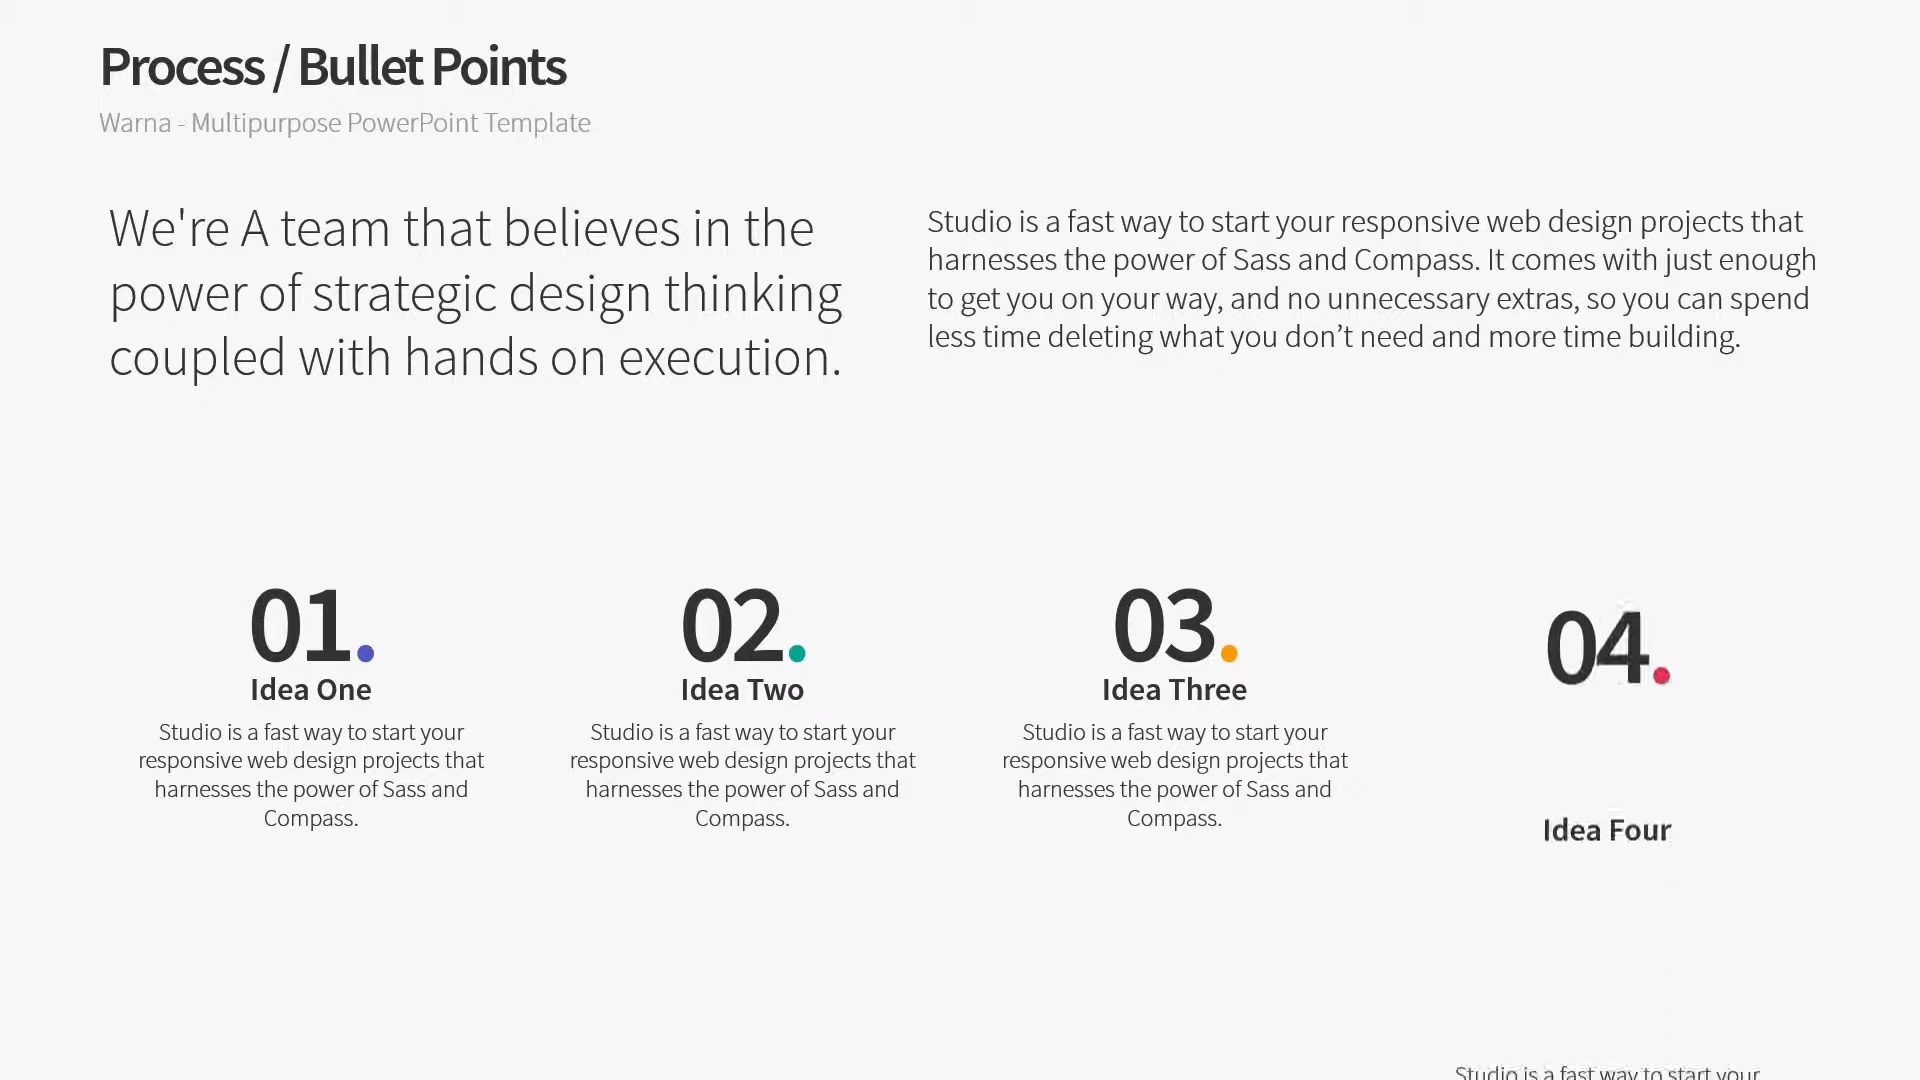 Process / Bullet Points
Warna - Multipurpose PowerPoint Template
We're A team that believes in the
power of strategic design thinking
coupled with hands on execution.
Studio is a fast way to start your responsive web design projects that
harnesses the power of Sass and Compass. It comes with just enough
to get you on your way, and no unnecessary extras, so you can spend
less time deleting what you don’t need and more time building.
01.
Idea One
Studio is a fast way to start your
responsive web design projects that
harnesses the power of Sass and
Compass.
02.
Idea Two
Studio is a fast way to start your
responsive web design projects that
harnesses the power of Sass and
Compass.
03.
Idea Three
Studio is a fast way to start your
responsive web design projects that
harnesses the power of Sass and
Compass.
04.
Idea Four
Studio is a fast way to start your